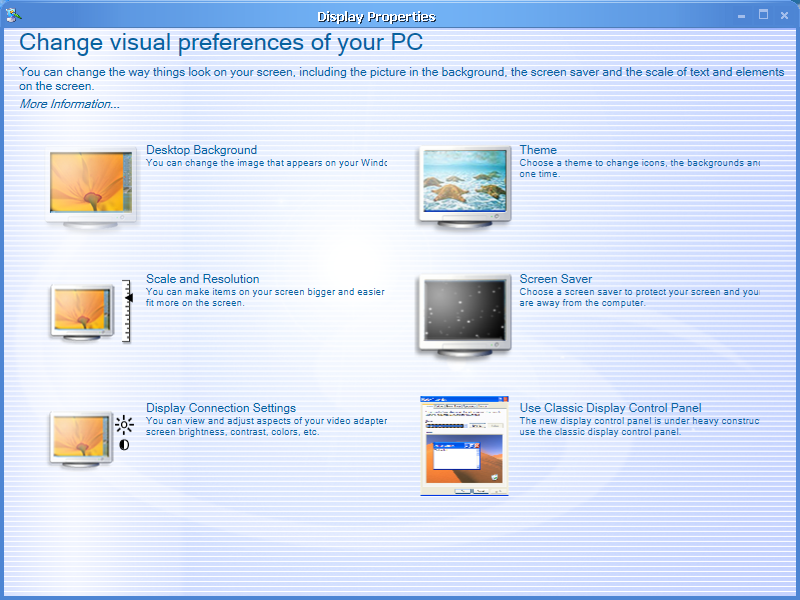 Display Properties
Change visual preferences of your PC
You can change the way things look on your screen, including the picture in the background, the screen saver and the scale of text and elements
on the screen.
More Information...
Desktop Background
You can change the image that appears on your Windo
Theme
Choose a theme to change icons, the backgrounds and
one time.
Scale and Resolution
You can make items on your screen bigger and easier
fit more on the screen.
Screen Saver
Choose a screen saver to protect your screen and you
are away from the computer.
Display Connection Settings
You can view and adjust aspects of your video adapter
screen brightness, contrast, colors, etc.
Use Classic Display Control Panel
The new display control panel is under heavy construc
use the classic display control panel.